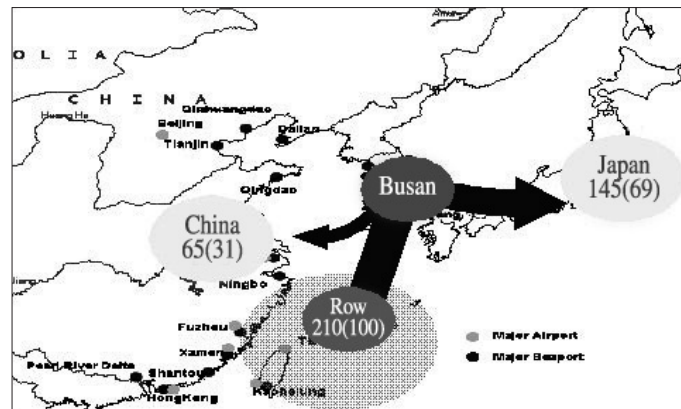 O L I A
C H I N A
Huang He
Qinhwangdao
Beijing
Tianjin
Dalian
Qingdao
Busan
Japan
145(69)
China
65(31)
Ningbo
Row
210(100)
Fuzhou
Xamen
Pearl River Delta
Shantou
HongKong
Kaohsiung
Major Airport
Major Seaport